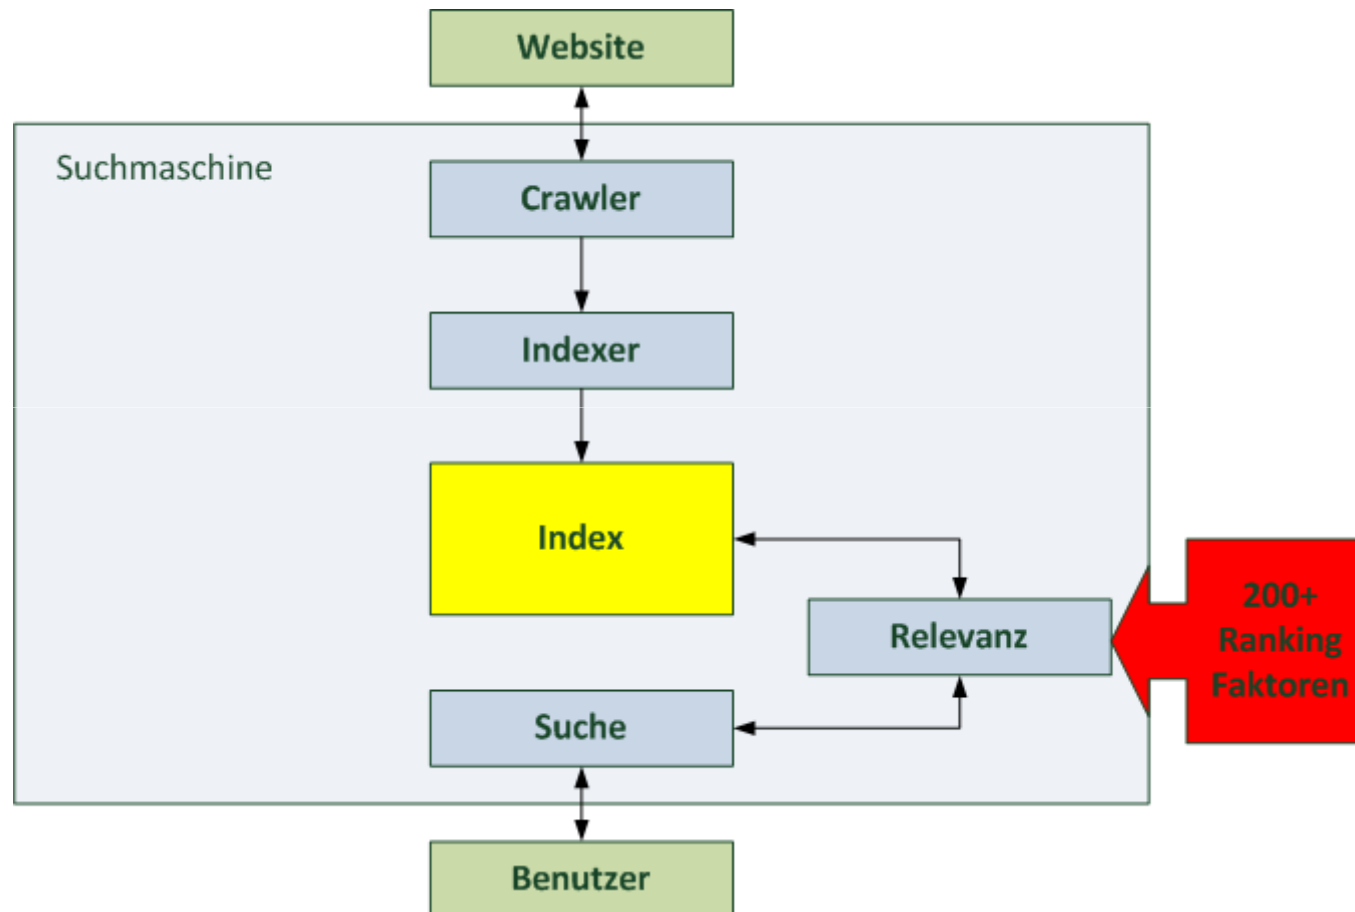 Website
Suchmaschine
Crawler
Indexer
Index
200+
Ranking
Faktoren
Relevanz
Suche
Benutzer